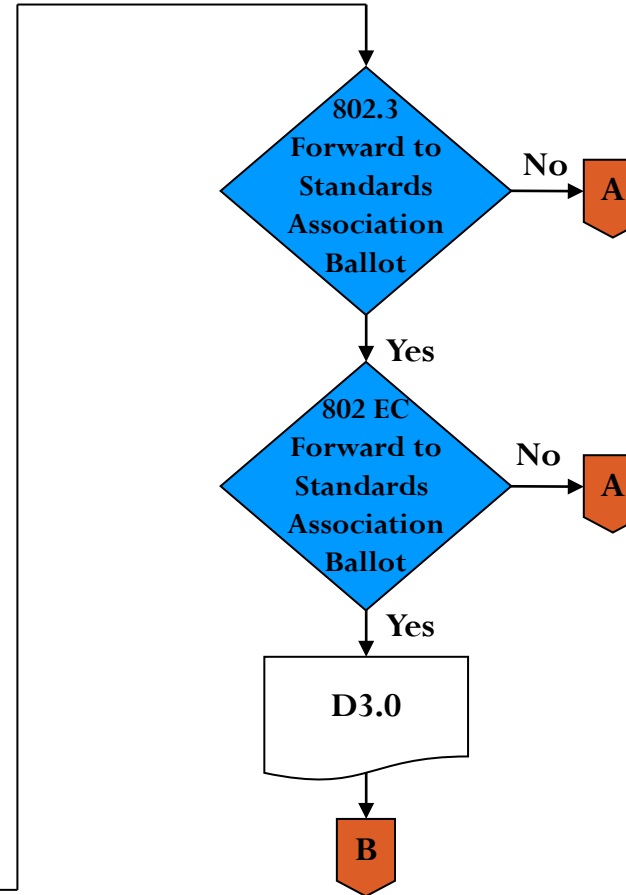 802.3
Forward to
Standards
Association
Ballot
No
A
Yes
802 EC
Forward to
Standards
Association
Ballot
No
A
Yes
D3.0
B